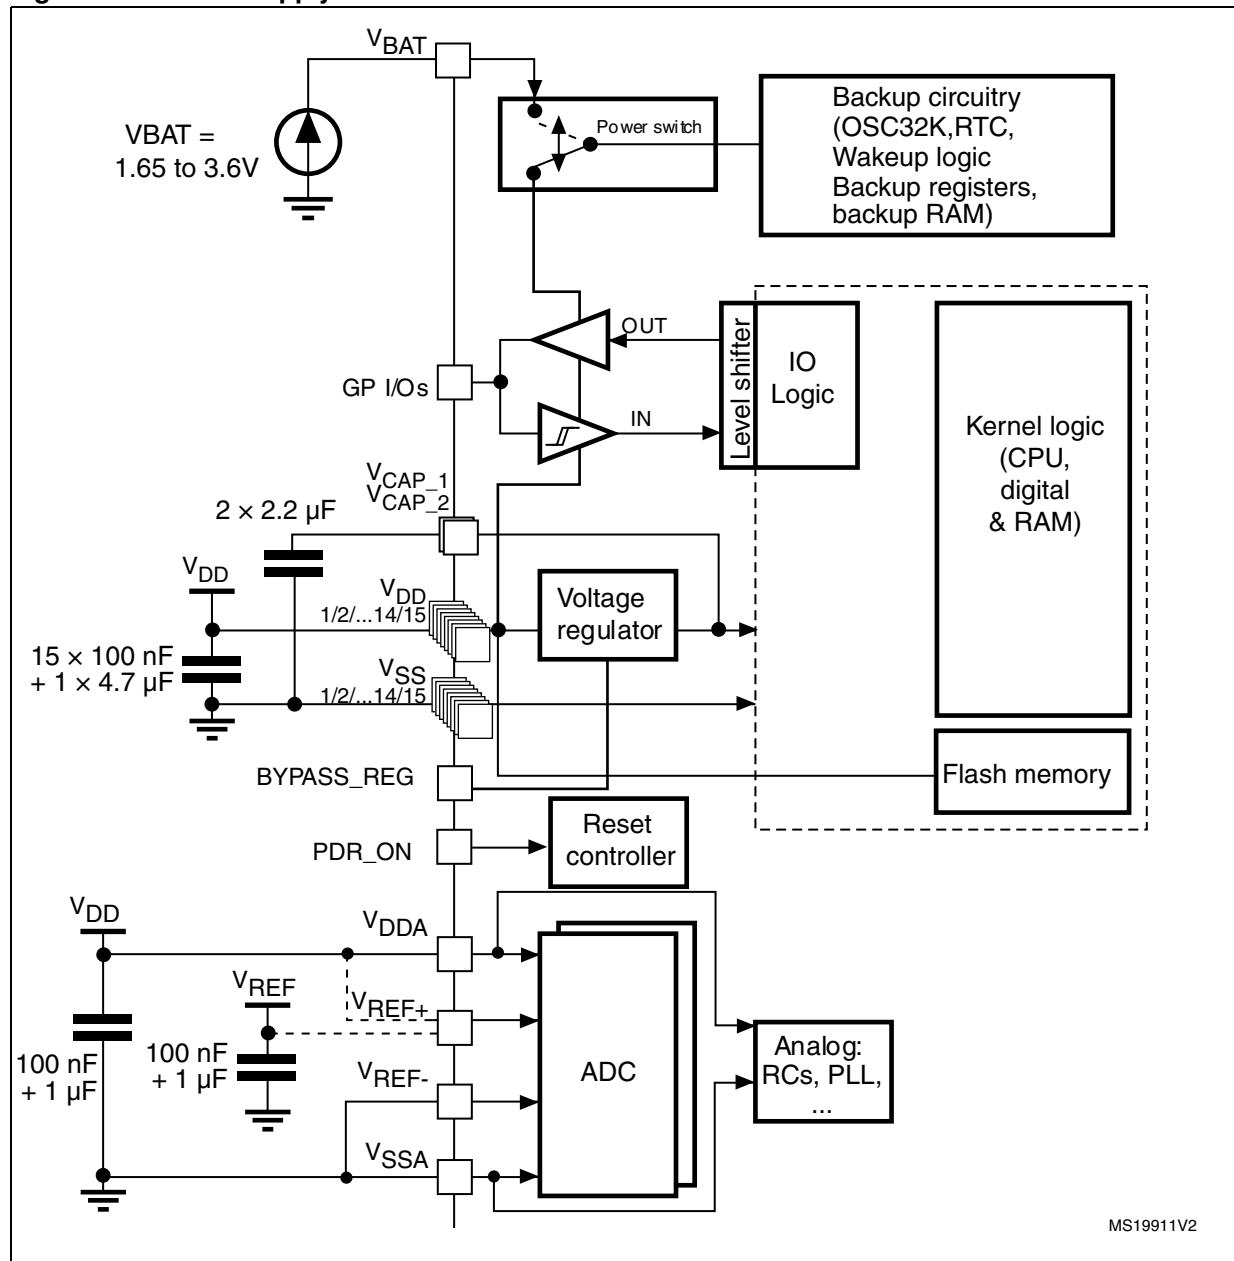 VBAT
VBAT =
1.65 to 3.6V
Power switch
Backup circuitry
(OSC32K,RTC,
Wakeup logic
Backup registers,
backup RAM)
OUT
GP I/Os
IN
Level shifter
IO
Logic
Kernel logic
(CPU,
digital
& RAM)
VCAP_1
VCAP_2
2 × 2.2 µF
VDD
VDD
1/2/...14/15
Voltage
regulator
15 × 100 nF
+ 1 × 4.7 µF
VSS
1/2/...14/15
BYPASS_REG
Flash memory
PDR_ON
Reset
controller
VDD
VDDA
VREF
VREF+
100 nF
+ 1 µF
100 nF
+ 1 µF
VREF-
VSSA
ADC
Analog:
RCs, PLL,
...
MS19911V2